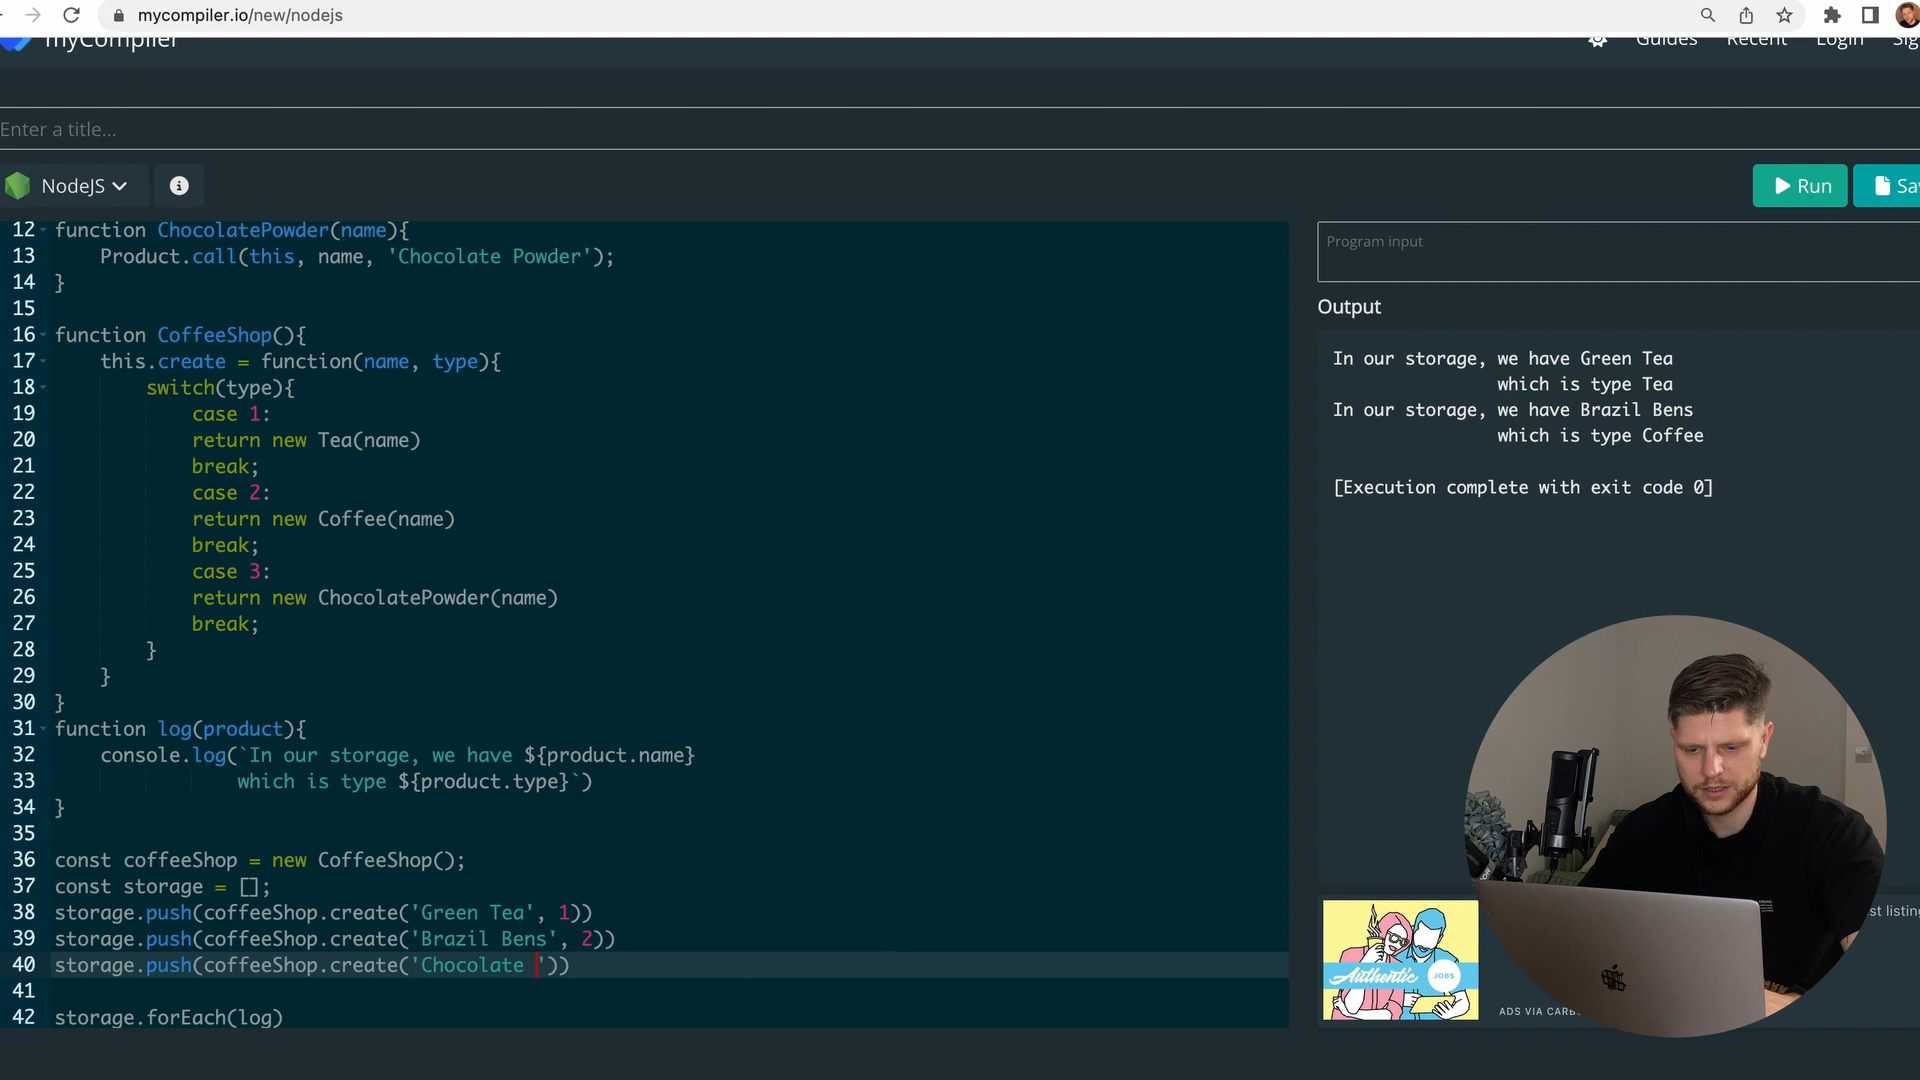 mycompiler.io/new/nodejs
myCompiler
Guides Recent Login
Enter a title...
NodeJS
Run
12 function ChocolatePowder(name){
13 Product.call(this, name, 'Chocolate Powder');
14 }
15
16 function CoffeeShop(){
17 this.create = function(name, type){
18 switch(type){
19 case 1:
20 return new Tea(name)
21 break;
22 case 2:
23 return new Coffee(name)
24 break;
25 case 3:
26 return new ChocolatePowder(name)
27 break;
28 }
29 }
30 }
31 function log(product){
32 console.log(`In our storage, we have ${product.name}
33 which is type ${product.type}`)
34 }
35
36 const coffeeShop = new CoffeeShop();
37 const storage = [];
38 storage.push(coffeeShop.create('Green Tea', 1))
39 storage.push(coffeeShop.create('Brazil Bens', 2))
40 storage.push(coffeeShop.create('Chocolate '))
41
42 storage.forEach(log)
Program input
Output
In our storage, we have Green Tea
which is type Tea
In our storage, we have Brazil Bens
which is type Coffee
[Execution complete with exit code 0]
Authentic JOBS
ADS VIA